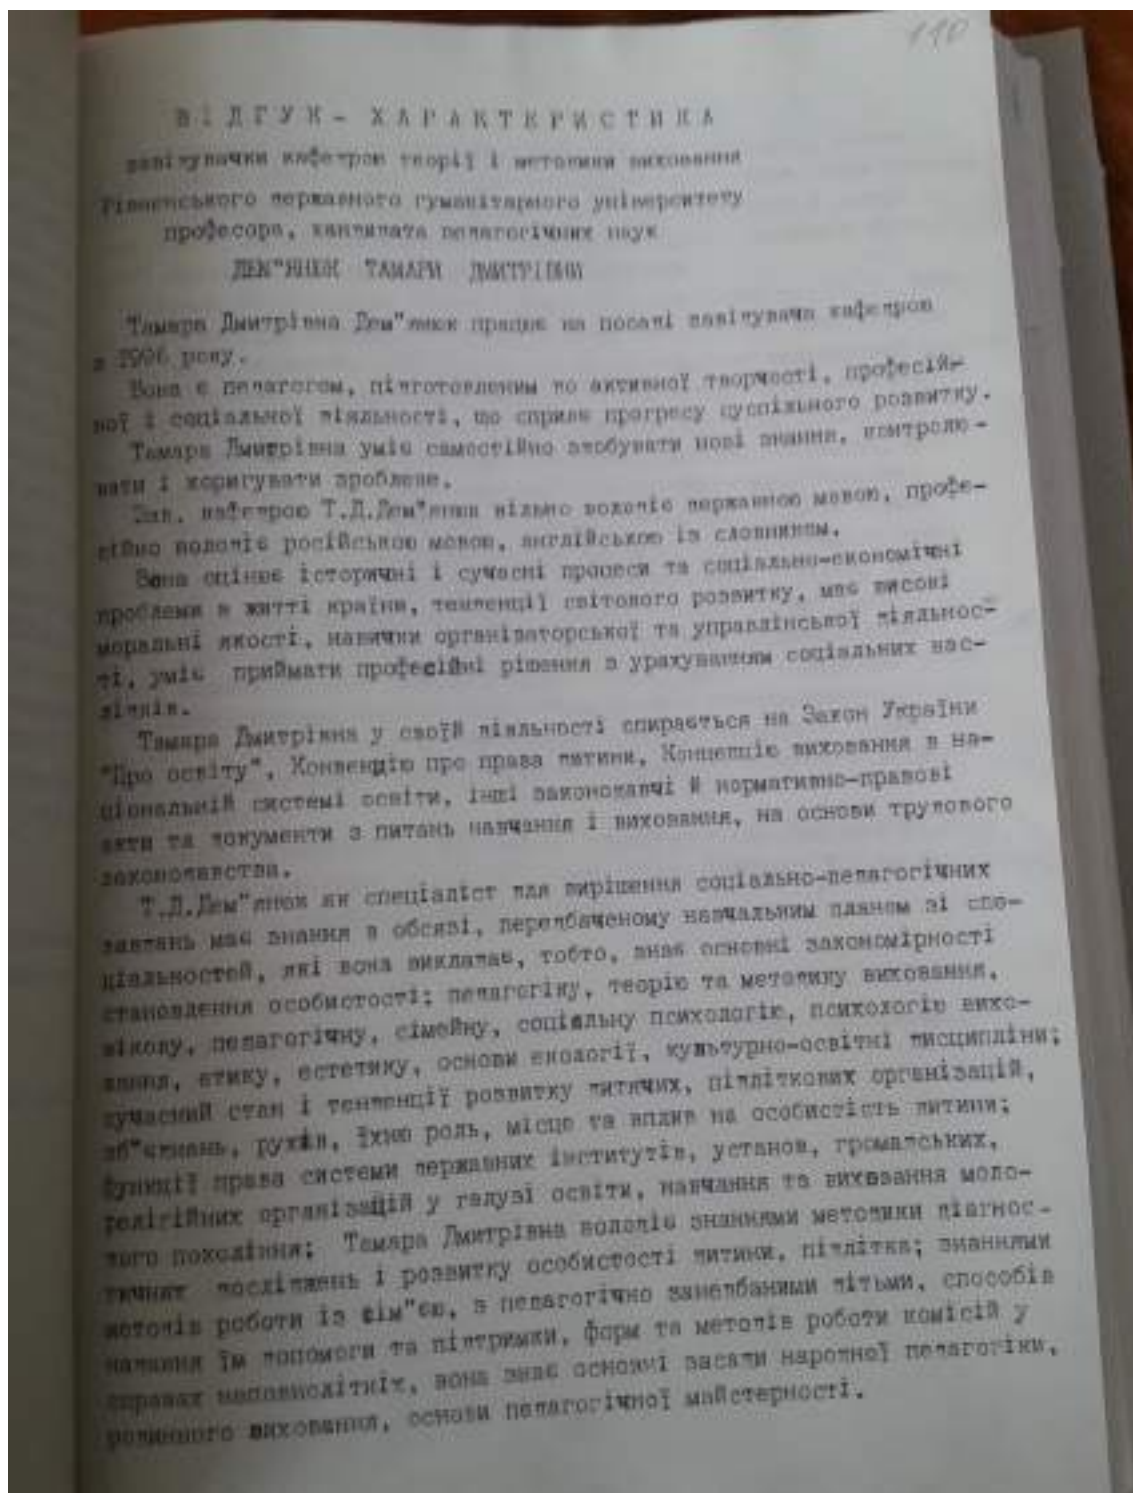 110
ВІДГУК - ХАРАКТЕРИСТИКА
завідувачки кафедрою теорії і методики виховання
Рівненського державного гуманітарного університету
професора, кандидата педагогічних наук
ДЕМ"ЯНЮК ТАМАРИ ДМИТРІВНИ
Тамара Дмитрівна Дем"янюк працює на посаді завідувача кафедрою
з 1996 року.
Вона є педагогом, підготовленим до активної творчості, професій-
ної і соціальної діяльності, що сприяє прогресу суспільного розвитку.
Тамара Дмитрівна уміє самостійно здобувати нові знання, контролю-
вати і коригувати зроблене.
Зав. кафедрою Т.Д.Дем"янюк вільно володіє державною мовою, профе-
сійно володіє російською мовою, англійською із словником.
Вона оцінює історичні і сучасні процеси та соціально-економічні
проблеми в житті країни, тенденції світового розвитку, має високі
моральні якості, навички організаторської та управлінської діяльнос-
ті, уміє приймати професійні рішення з урахуванням соціальних нас-
лідків.
Тамара Дмитрівна у своїй діяльності спирається на Закон України
"Про освіту", Конвенцію про права дитини, Концепцію виховання в на-
ціональній системі освіти, інші законодавчі й нормативно-правові
акти та документи з питань навчання і виховання, на основи трудового
законодавства.
Т.Д.Дем"янюк як спеціаліст для вирішення соціально-педагогічних
завдань має знання в обсязі, передбаченому навчальним планом зі спе-
ціальностей, які вона викладає, тобто, знає основні закономірності
становлення особистості; педагогіку, теорію та методику виховання,
вікову, педагогічну, сімейну, соціальну психологію, психологію вихо-
вання, етику, естетику, основи екології, культурно-освітні дисципліни;
сучасний стан і тенденції розвитку дитячих, підліткових організацій,
об"єднань, рухів, їхню роль, місце та вплив на особистість дитини;
функції права системи державних інститутів, установ, громадських,
релігійних організацій у галузі освіти, навчання та виховання моло-
дого покоління; Тамара Дмитрівна володіє знаннями методики діагнос-
тичних досліджень і розвитку особистості дитини, підлітка; знаннями
методів роботи із сім"єю, з педагогічно занедбаними дітьми, способів
надання їм допомоги та підтримки, форм та методів роботи комісій у
справах неповнолітніх, вона знає основні засади народної педагогіки,
родинного виховання, основи педагогічної майстерності.